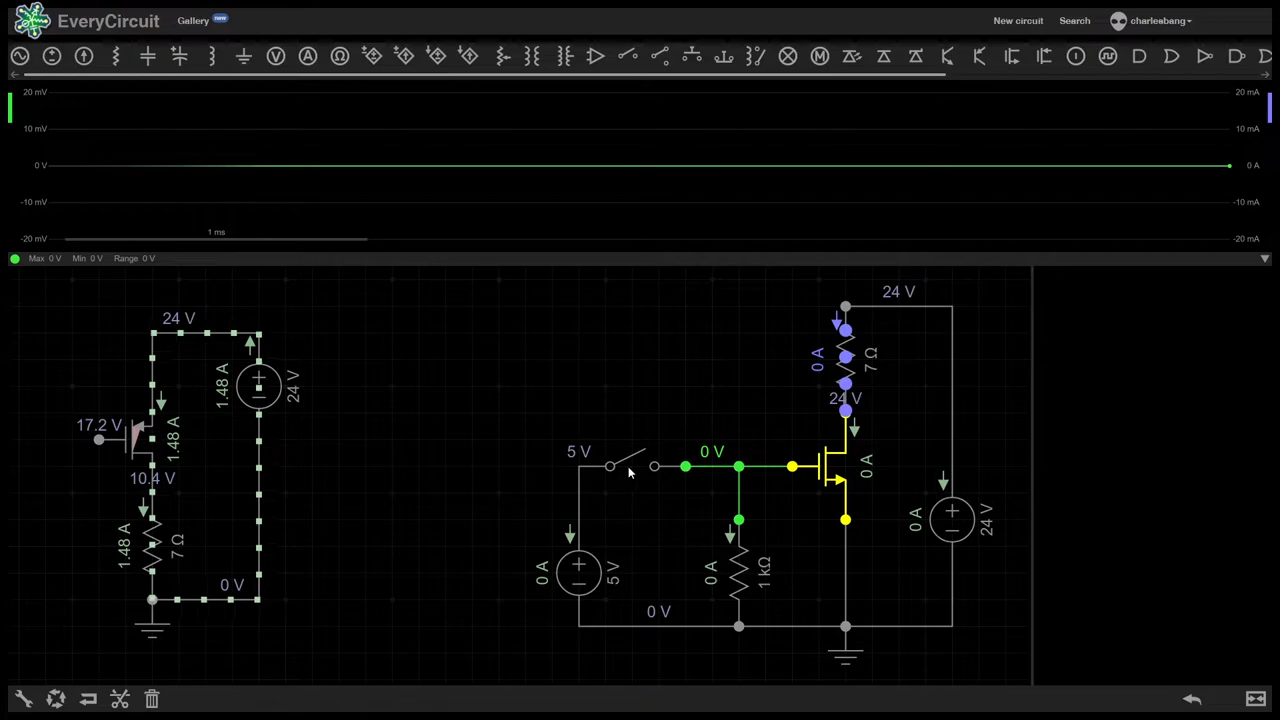 EveryCircuit
Gallery new
New circuit Search charlesbang
20 mV 20 mA
10 mV 10 mA
0 V 0 A
-10 mV -10 mA
1 ms
-20 mV -20 mA
Max 0 V Min 0 V Range 0 V
24 V
24 V
1.48 A
24 V
17.2 V
1.48 A
10.4 V
1.48 A
7 Ω
0 V
24 V
0 A
7 Ω
24 V
5 V
0 V
0 A
0 A
24 V
0 A
5 V
0 A
1 kΩ
0 V